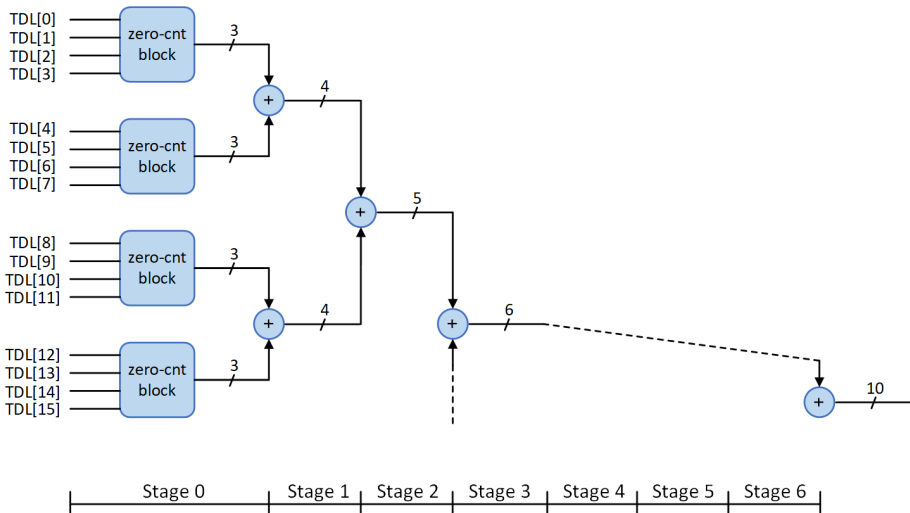 TDL[0]
TDL[1]
TDL[2]
TDL[3]
zero-cnt
block
3
4
TDL[4]
TDL[5]
TDL[6]
TDL[7]
zero-cnt
block
3
+
+
5
TDL[8]
TDL[9]
TDL[10]
TDL[11]
zero-cnt
block
3
4
+
+
6
TDL[12]
TDL[13]
TDL[14]
TDL[15]
zero-cnt
block
3
10
+
Stage 0 Stage 1 Stage 2 Stage 3 Stage 4 Stage 5 Stage 6